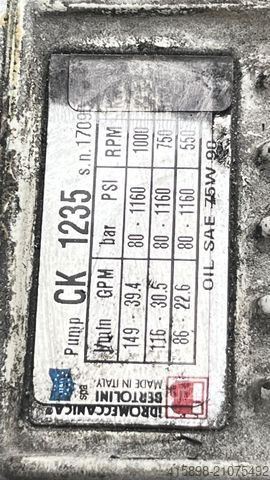 Pump CK 1235 s.n.1709
l/min GPM bar PSI RPM
149 · 39.4 80 · 1160 1000
116 · 30.5 80 · 1160 750
86 · 22.6 80 · 1160 550
OIL SAE 75W 90
IDROMECCANICA
BERTOLINI
MADE IN ITALY
415898-21075492